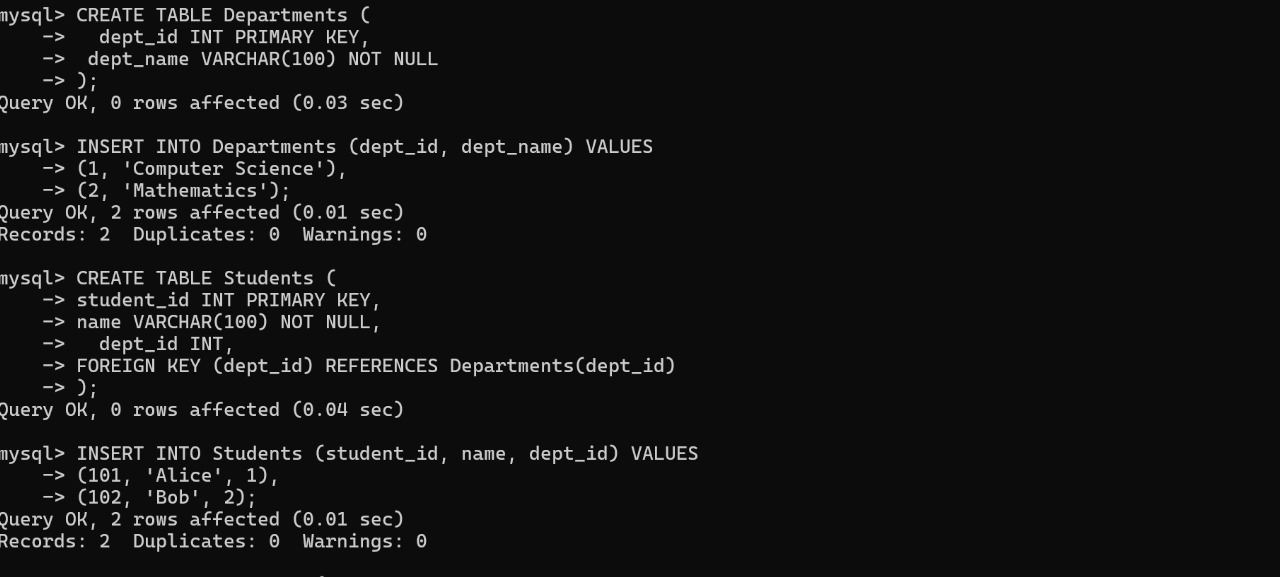 mysql> CREATE TABLE Departments (
    ->   dept_id INT PRIMARY KEY,
    ->  dept_name VARCHAR(100) NOT NULL
    -> );
Query OK, 0 rows affected (0.03 sec)

mysql> INSERT INTO Departments (dept_id, dept_name) VALUES
    -> (1, 'Computer Science'),
    -> (2, 'Mathematics');
Query OK, 2 rows affected (0.01 sec)
Records: 2  Duplicates: 0  Warnings: 0

mysql> CREATE TABLE Students (
    -> student_id INT PRIMARY KEY,
    -> name VARCHAR(100) NOT NULL,
    ->   dept_id INT,
    -> FOREIGN KEY (dept_id) REFERENCES Departments(dept_id)
    -> );
Query OK, 0 rows affected (0.04 sec)

mysql> INSERT INTO Students (student_id, name, dept_id) VALUES
    -> (101, 'Alice', 1),
    -> (102, 'Bob', 2);
Query OK, 2 rows affected (0.01 sec)
Records: 2  Duplicates: 0  Warnings: 0